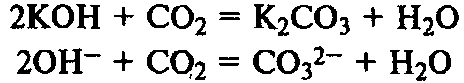 2KOH + CO₂ = K₂CO₃ + H₂O
2OH⁻ + CO₂ = CO₃²⁻ + H₂O